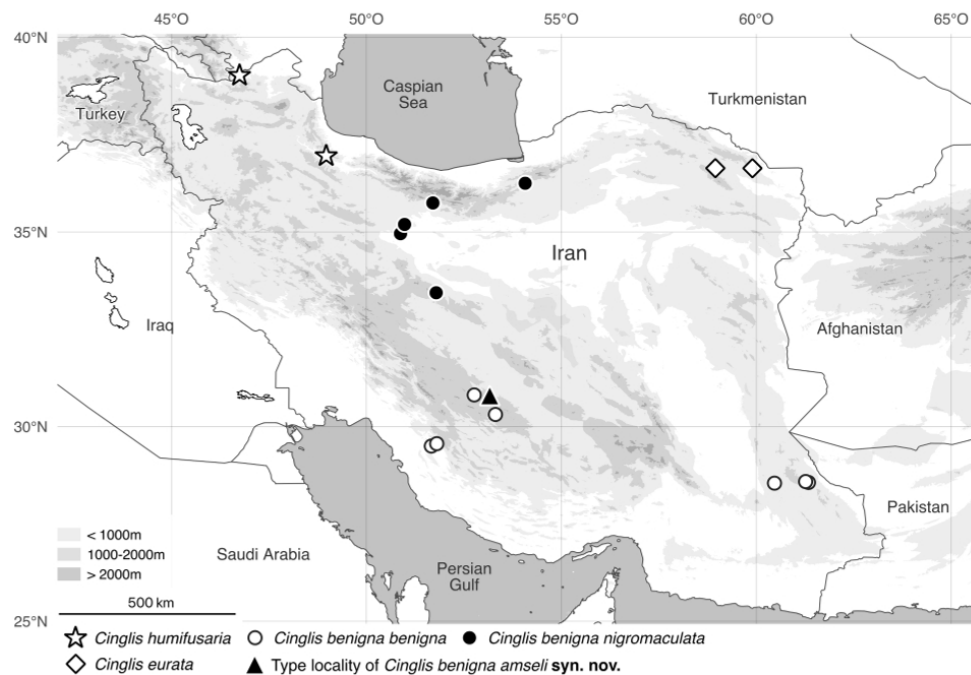 45°O 50°O 55°O 60°O 65°O
40°N
Caspian
Sea
Turkmenistan
Turkey
35°N
Iran
Iraq
Afghanistan
30°N
Pakistan
< 1000m
1000-2000m
> 2000m
Saudi Arabia
Persian
Gulf
500 km
25°N
Cinglis humifusaria Cinglis benigna benigna Cinglis benigna nigromaculata
Cinglis eurata Type locality of Cinglis benigna amseli syn. nov.